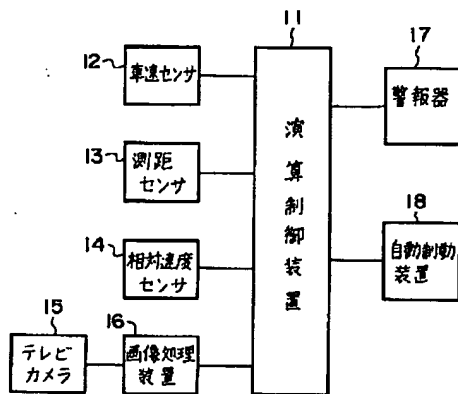 11
12
車速センサ
17
警報器
13
測距
センサ
演算制御装置
14
相対速度
センサ
18
自動制動
装置
15
テレビ
カメラ
16
画像処理
装置